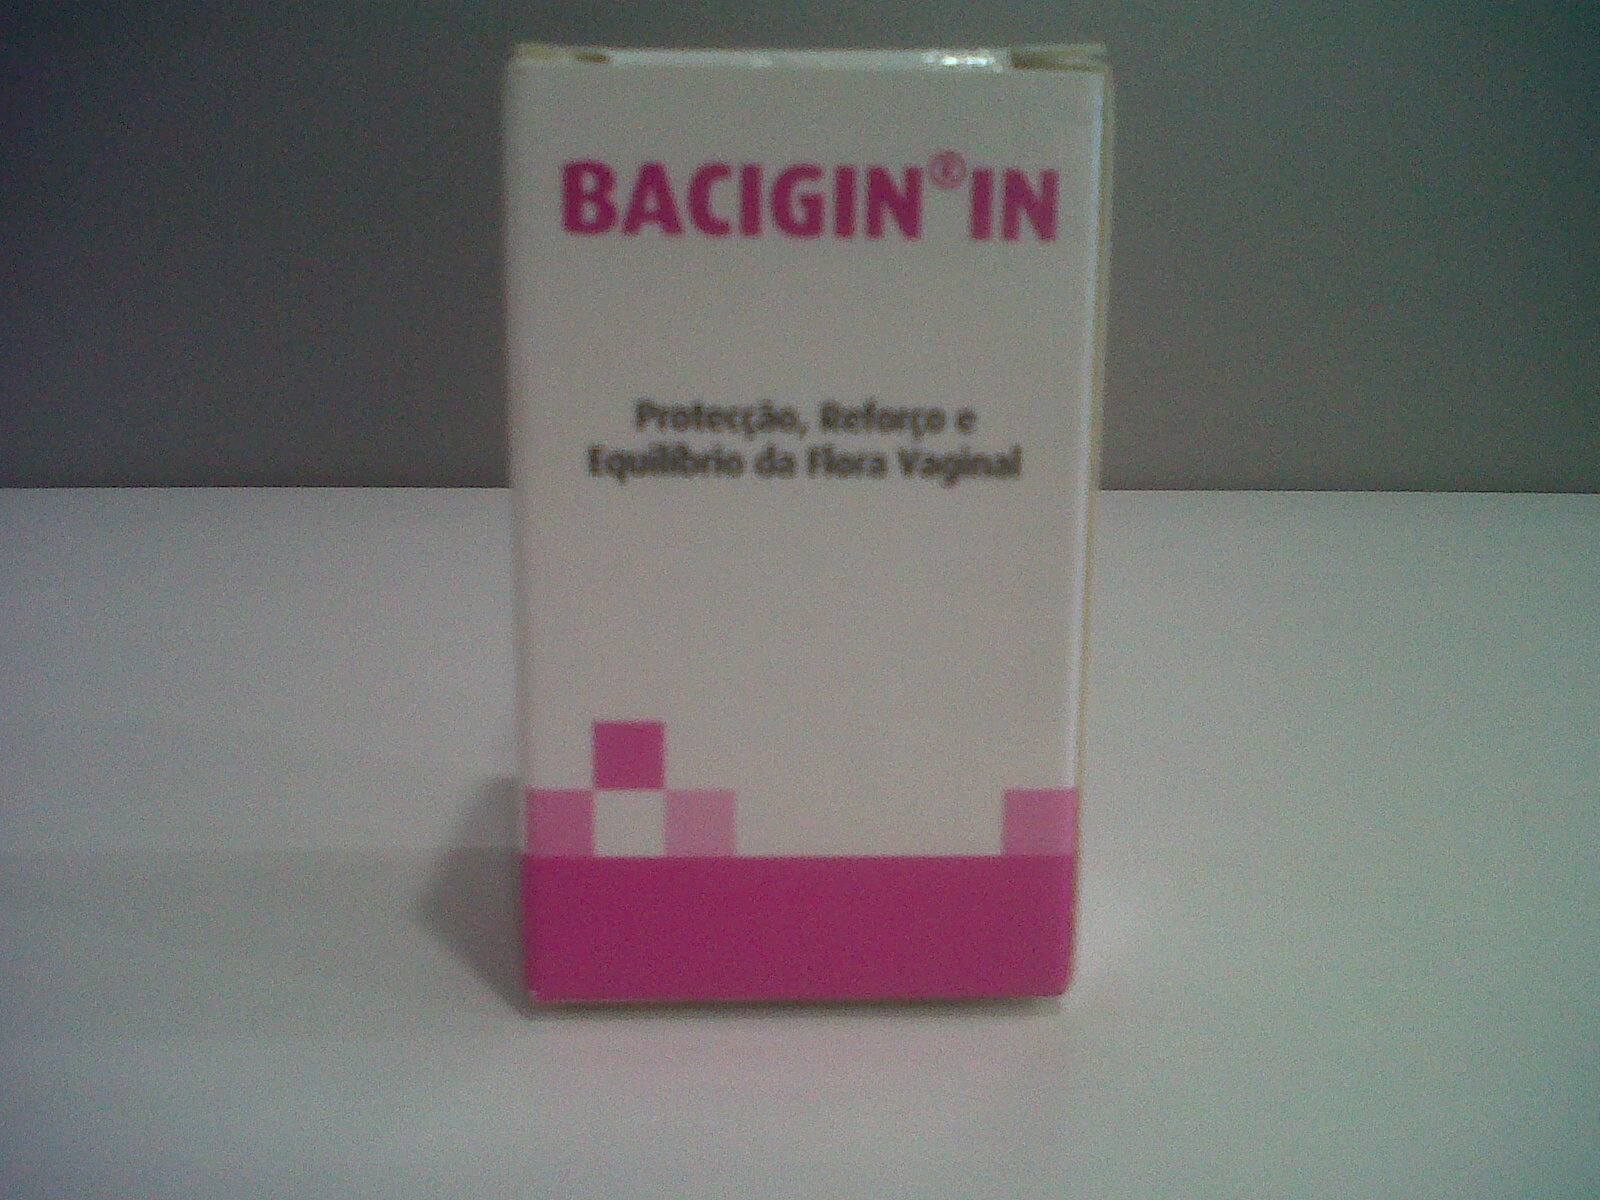 BACIGIN® IN
Protecção, Reforço e
Equilíbrio da Flora Vaginal